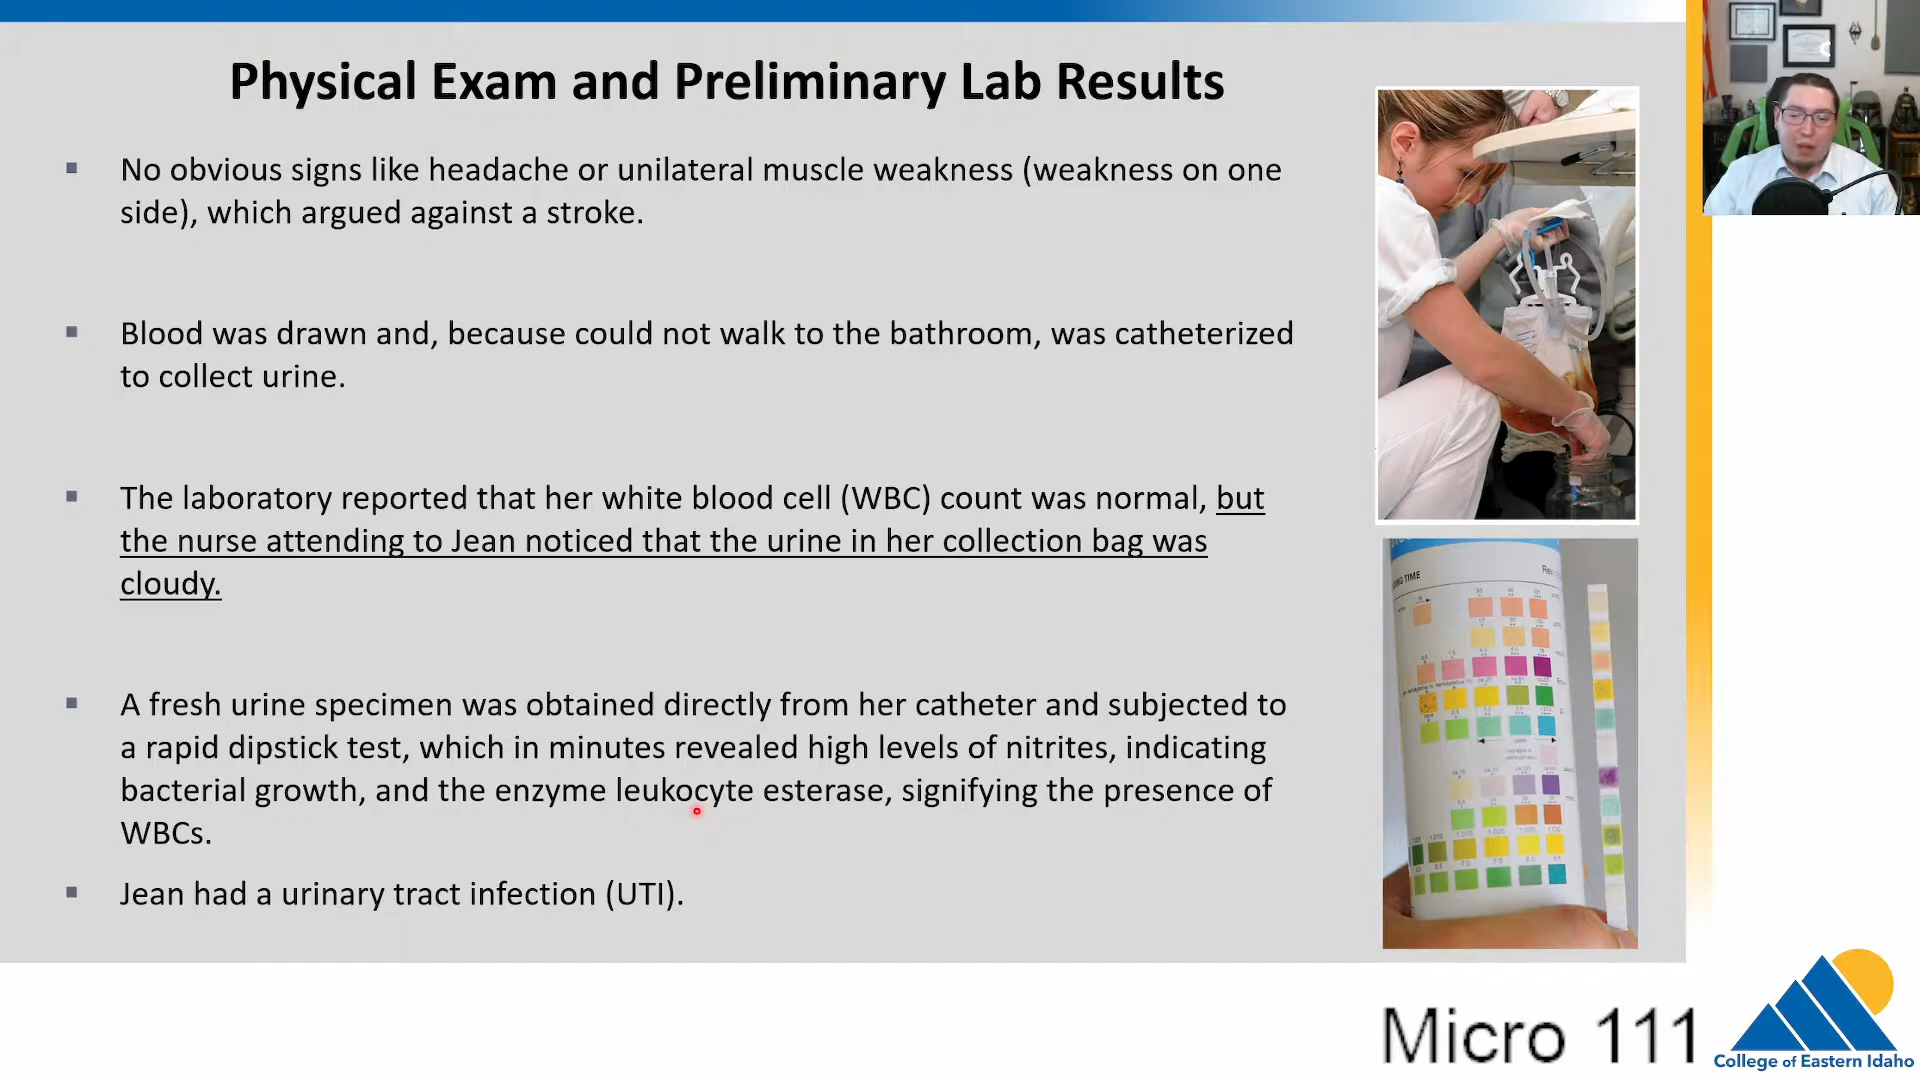 Physical Exam and Preliminary Lab Results
▪ No obvious signs like headache or unilateral muscle weakness (weakness on one
side), which argued against a stroke.
▪ Blood was drawn and, because could not walk to the bathroom, was catheterized
to collect urine.
▪ The laboratory reported that her white blood cell (WBC) count was normal, but
the nurse attending to Jean noticed that the urine in her collection bag was
cloudy.
▪ A fresh urine specimen was obtained directly from her catheter and subjected to
a rapid dipstick test, which in minutes revealed high levels of nitrites, indicating
bacterial growth, and the enzyme leukocyte esterase, signifying the presence of
WBCs.
▪ Jean had a urinary tract infection (UTI).
TIME
Micro 111
College of Eastern Idaho